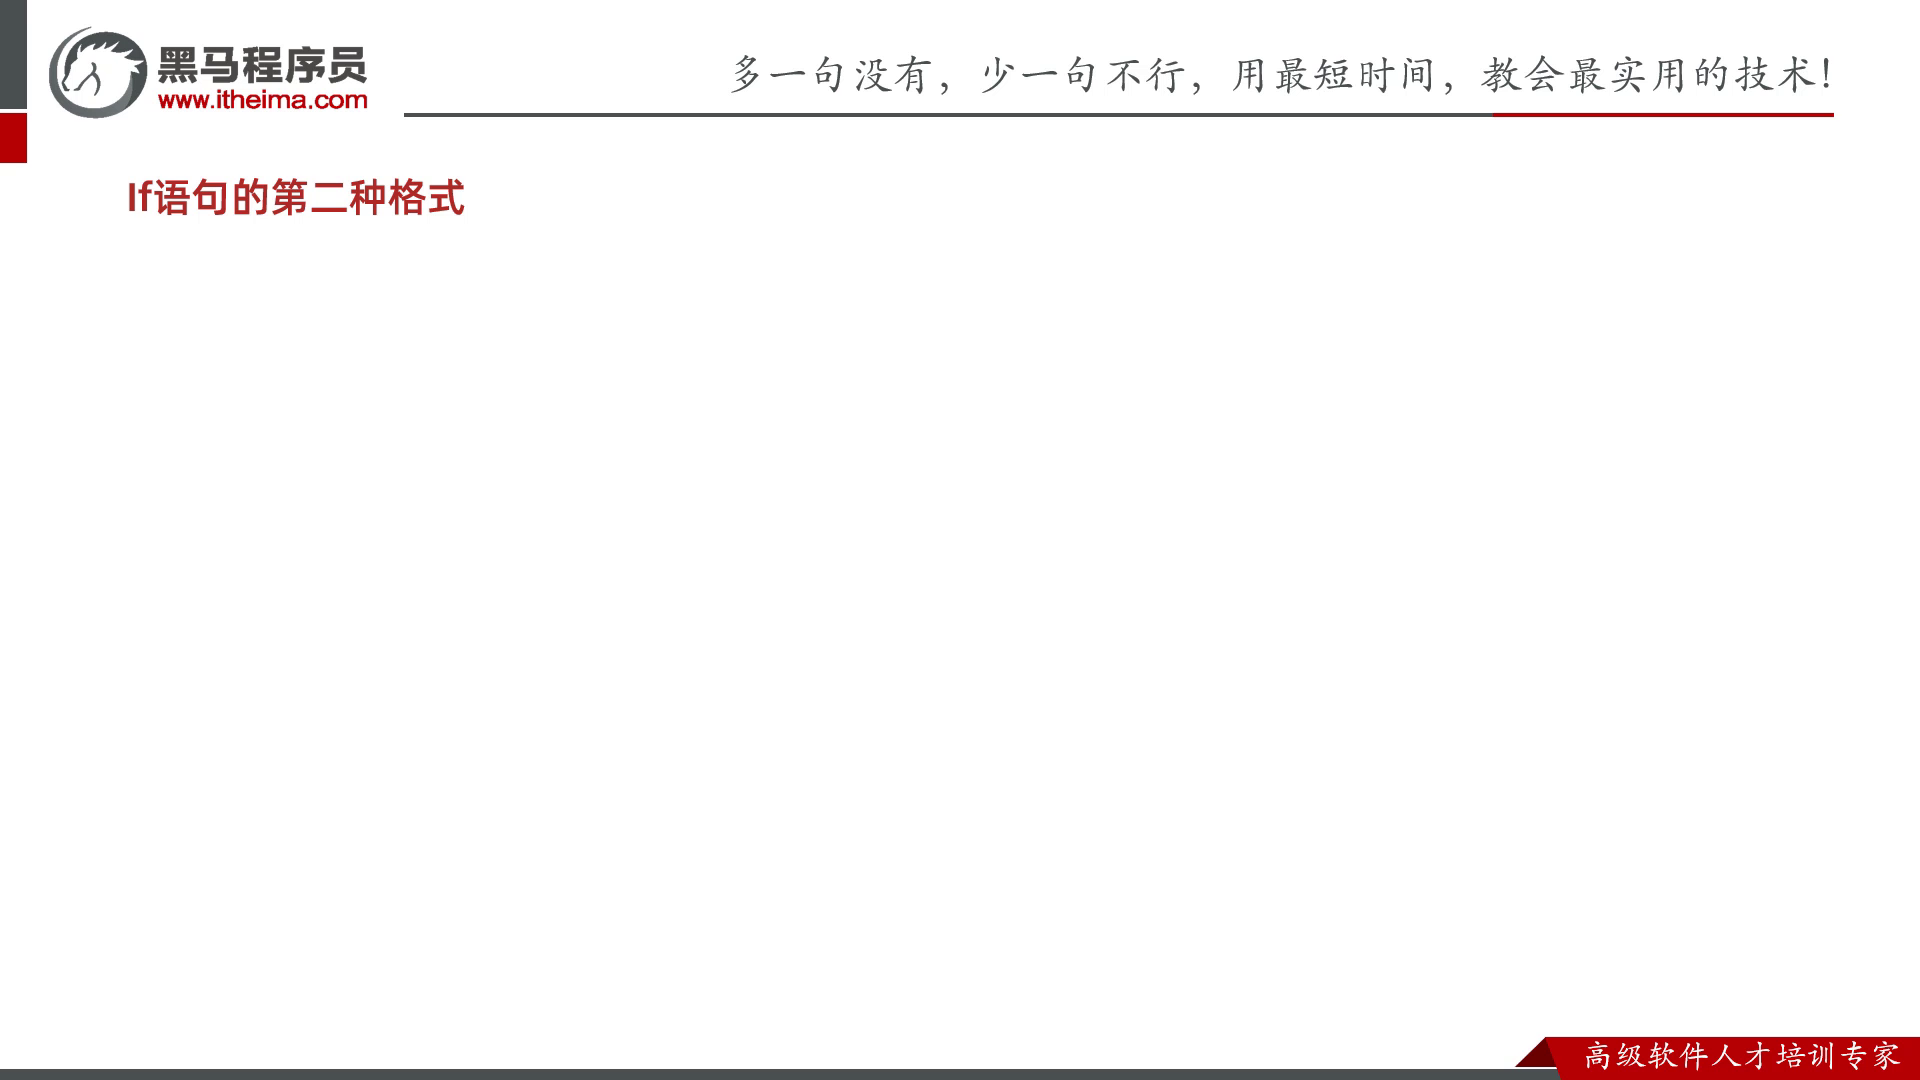 黑马程序员
www.itheima.com
多一句没有，少一句不行，用最短时间，教会最实用的技术！
If语句的第二种格式
高级软件人才培训专家